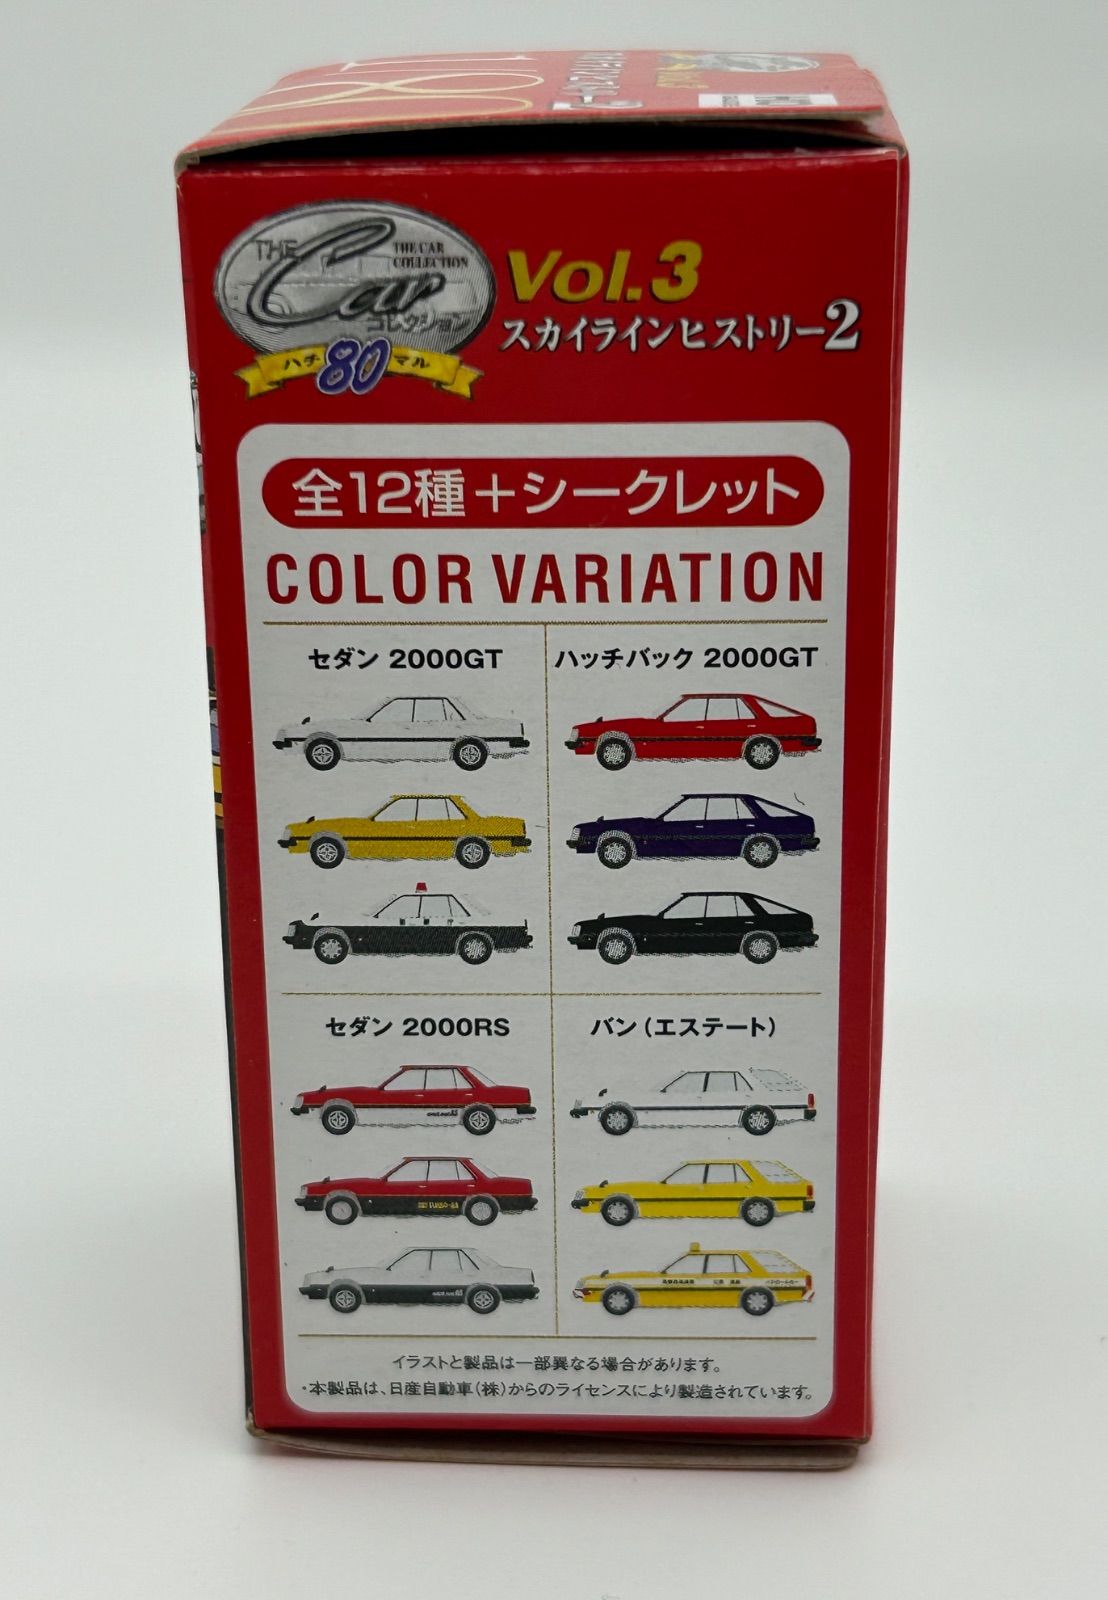 THE Car
THE CAR
COLLECTION
コレクション
ハチ 80 マル
Vol.3
スカイラインヒストリー2
全12種＋シークレット
COLOR VARIATION
セダン 2000GT
ハッチバック 2000GT
セダン 2000RS
バン（エステート）
イラストと製品は一部異なる場合があります。
・本製品は、日産自動車（株）からのライセンスにより製造されています。